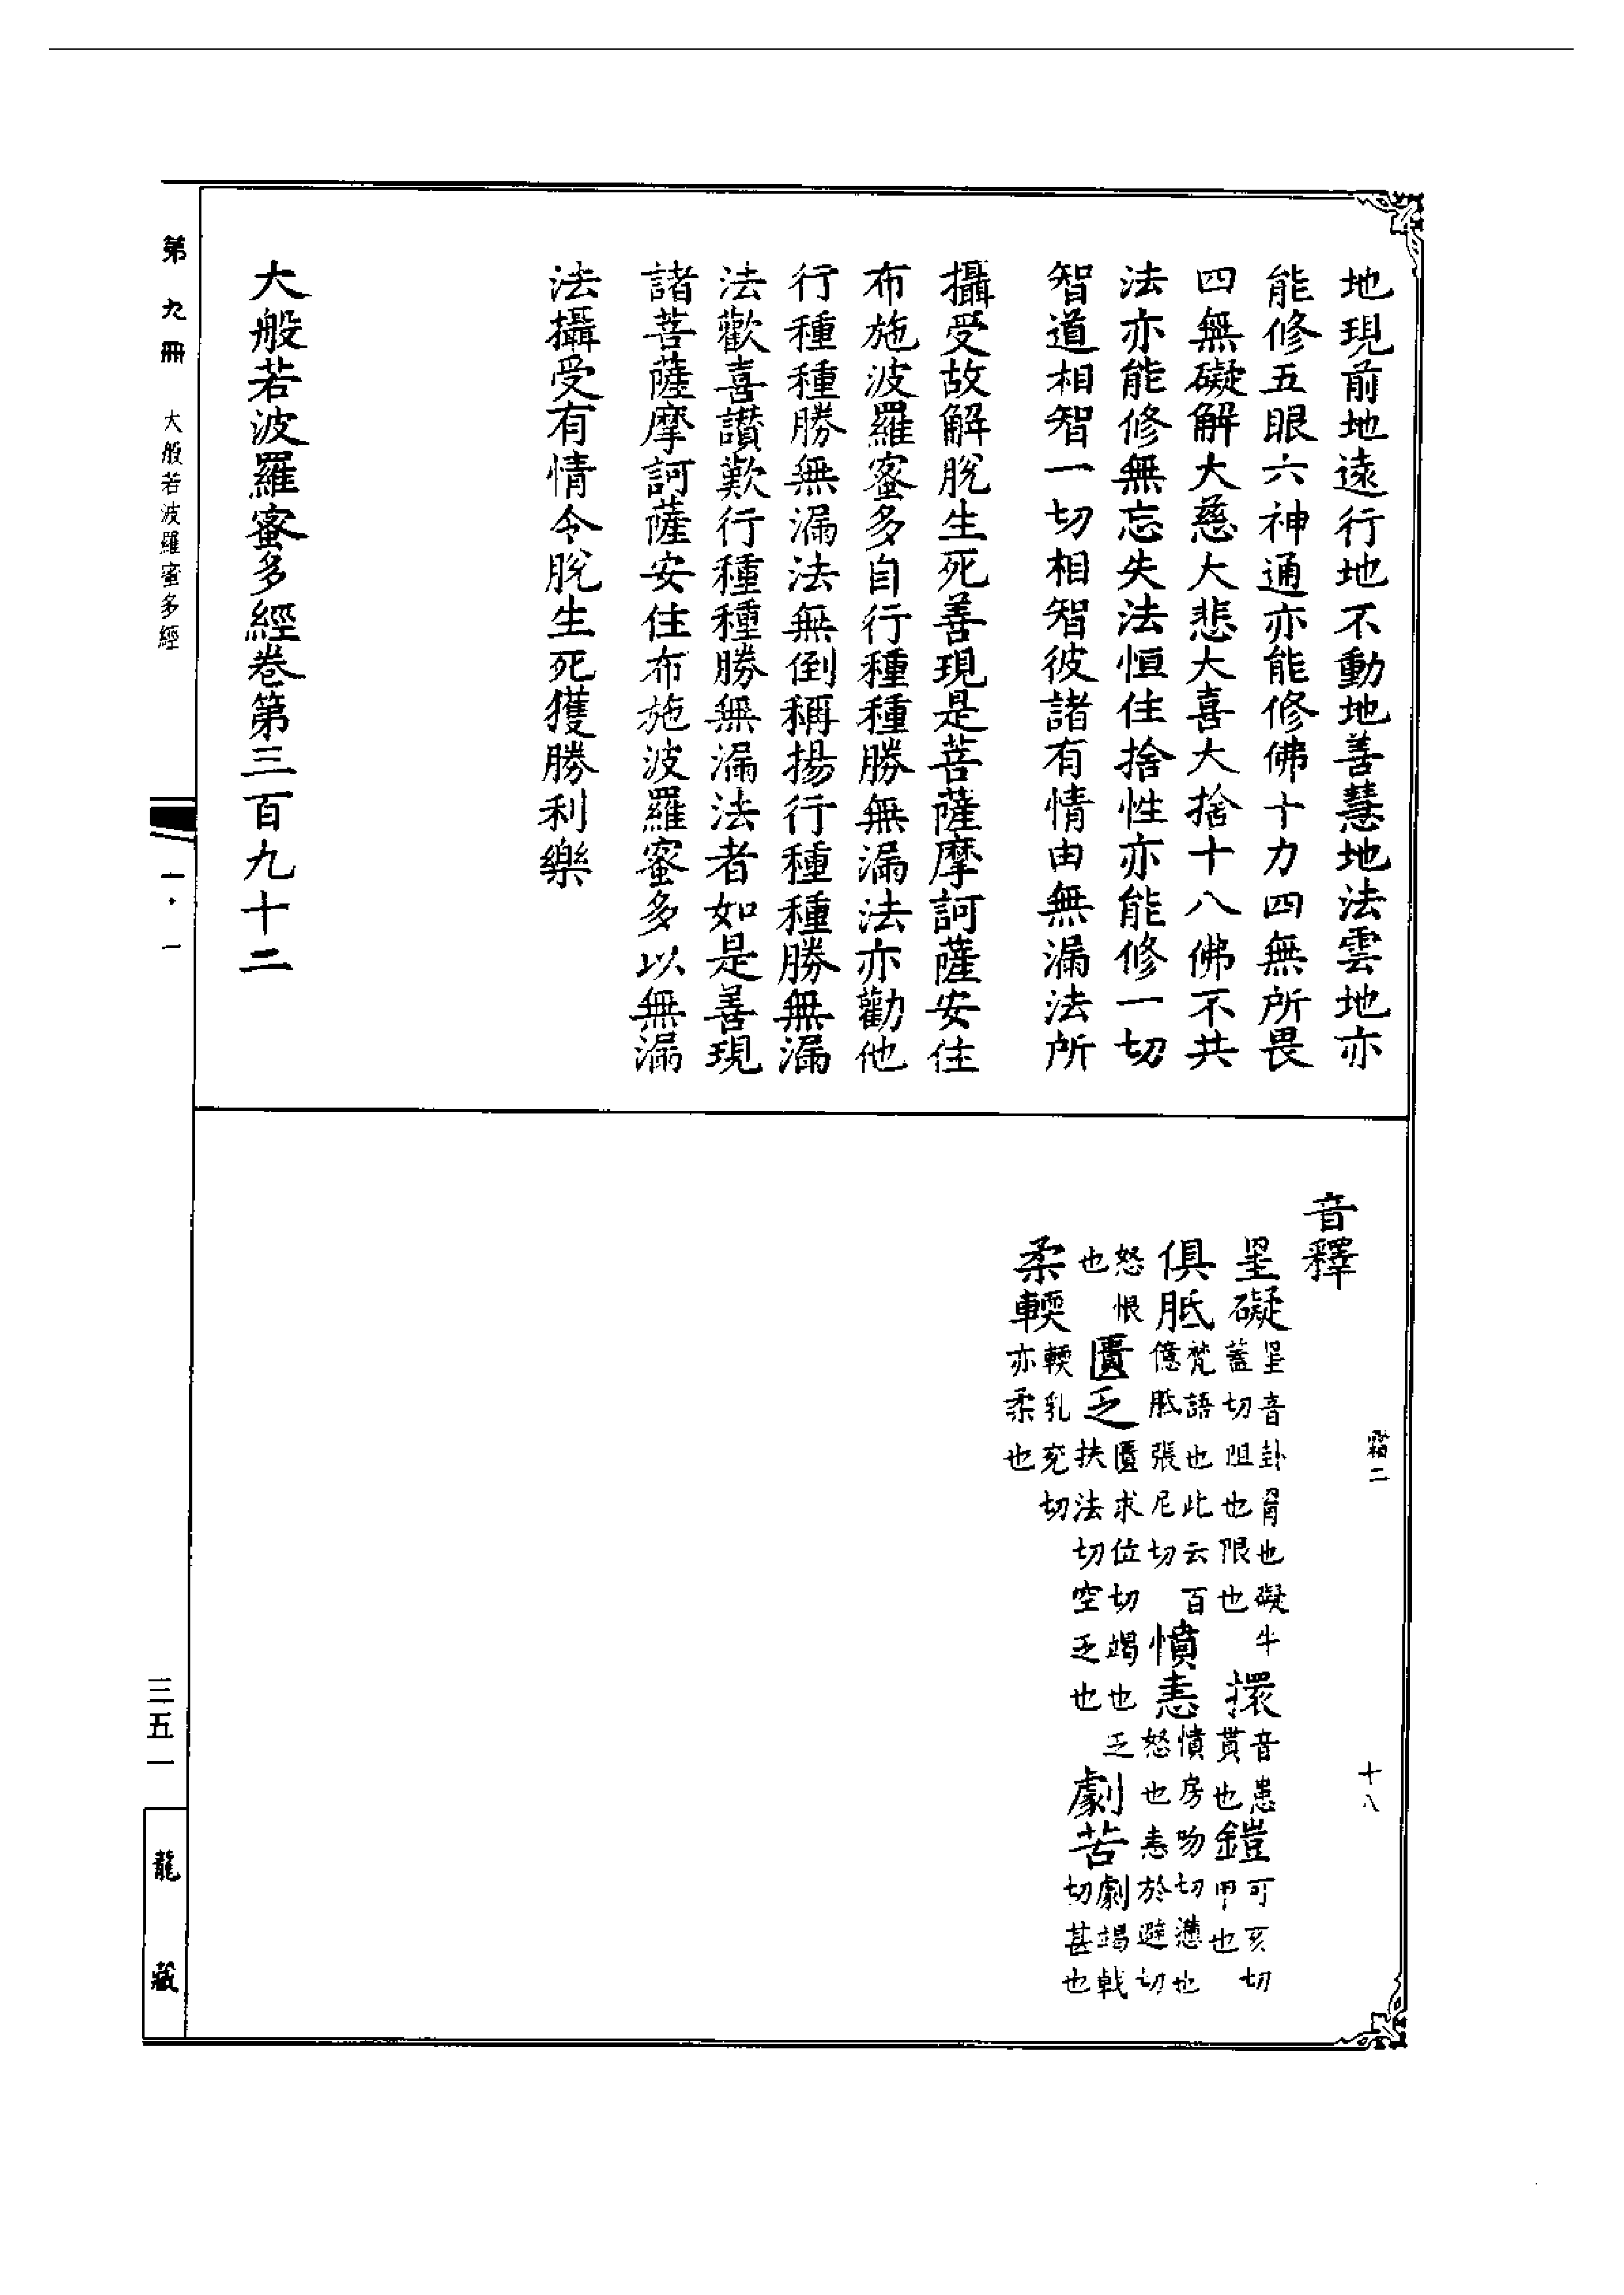 地現前地遠行地不動地善慧地法雲地亦
能修五眼六神通亦能修佛十力四無所畏
四無礙解大慈大悲大喜大捨十八佛不共
法亦能修無忘失法恒住捨性亦能修一切
智道相智一切相智彼諸有情由無漏法所
攝受故解脫生死善現是菩薩摩訶薩安住
布施波羅蜜多自行種種勝無漏法亦勸他
行種種勝無漏法無倒稱揚行種種勝無漏
法歡喜讚歎行種種勝無漏法者如是善現
諸菩薩摩訶薩安住布施波羅蜜多以無漏
法攝受有情令脫生死獲勝利樂
大般若波羅蜜多經卷第三百九十二
音釋
罣礙罣音卦罥也礙牛蓋切阻也限也 擐音患貫也鎧可亥切甲也
俱胝梵語也此云百億胝張尼切 憤恚憤房吻切懣也恚於避切怒也
怒恨也 匱乏匱求位切竭也乏扶法切空乏也 劇苦劇竭戟切甚也
柔輭輭乳兖切亦柔也
霜二
十八
第九冊
大般若波羅蜜多經
一·一
三五一
龍藏